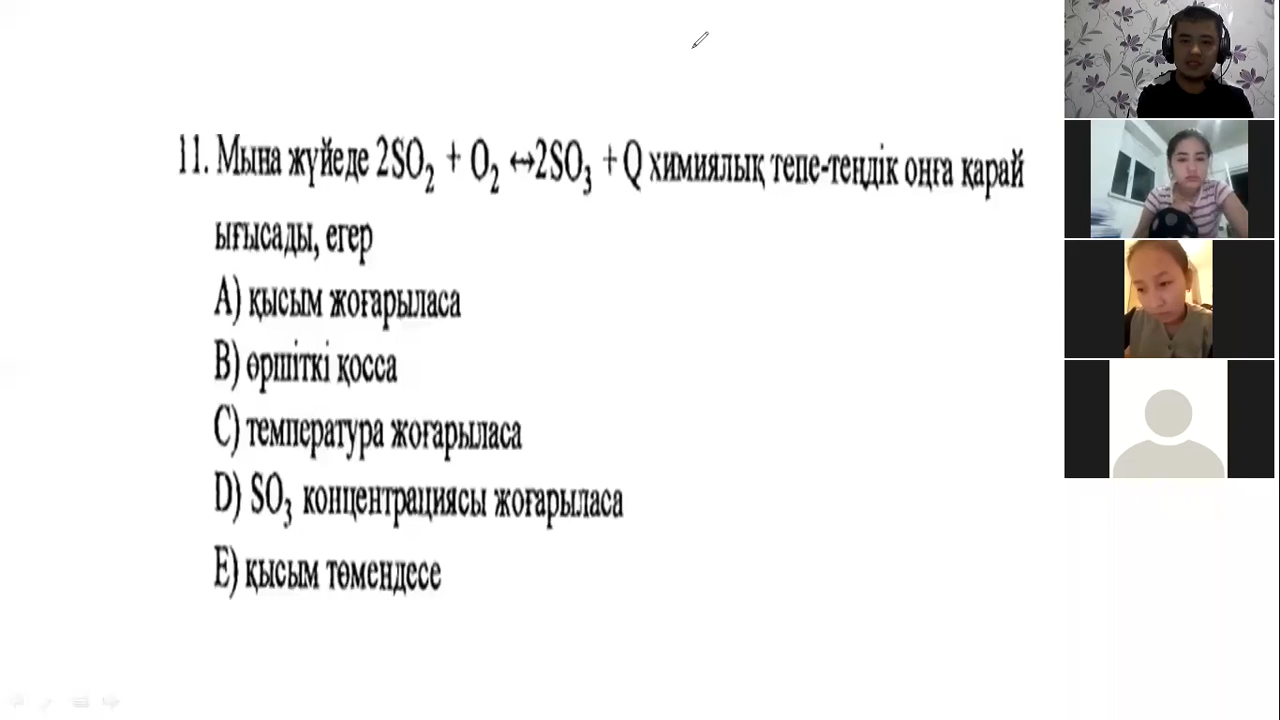 11. Мына жүйеде 2SO₂ + O₂ ↔2SO₃ +Q химиялық тепе-теңдік оңға қарай
ығысады, егер
A) қысым жоғарыласа
B) өршіткі қосса
C) температура жоғарыласа
D) SO₃ концентрациясы жоғарыласа
E) қысым төмендесе